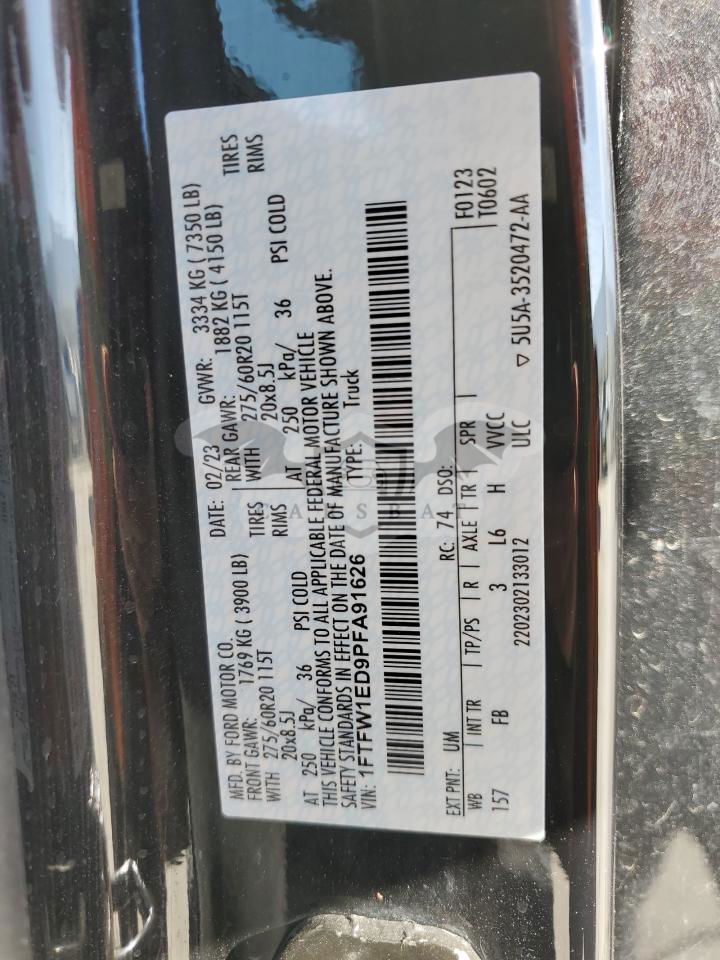 MFD. BY FORD MOTOR CO.
DATE: 02/23 GVWR: 3334 KG ( 7350 LB)
FRONT GAWR: 1769 KG ( 3900 LB) REAR GAWR: 1882 KG ( 4150 LB)
WITH 275/60R20 115T TIRES WITH 275/60R20 115T TIRES
20x8.5J RIMS 20x8.5J RIMS
AT 250 kPa/ 36 PSI COLD AT 250 kPa/ 36 PSI COLD
THIS VEHICLE CONFORMS TO ALL APPLICABLE FEDERAL MOTOR VEHICLE
SAFETY STANDARDS IN EFFECT ON THE DATE OF MANUFACTURE SHOWN ABOVE.
VIN: 1FTFW1ED9PFA91626 TYPE: Truck
EXT PNT: UM RC: 74 DSO: F0123
WB INT TR TP/PS R AXLE TR SPR T0602
157 FB 3 L6 H VVCC
2202302133012 ULC
▽ 5U5A-3520472-AA